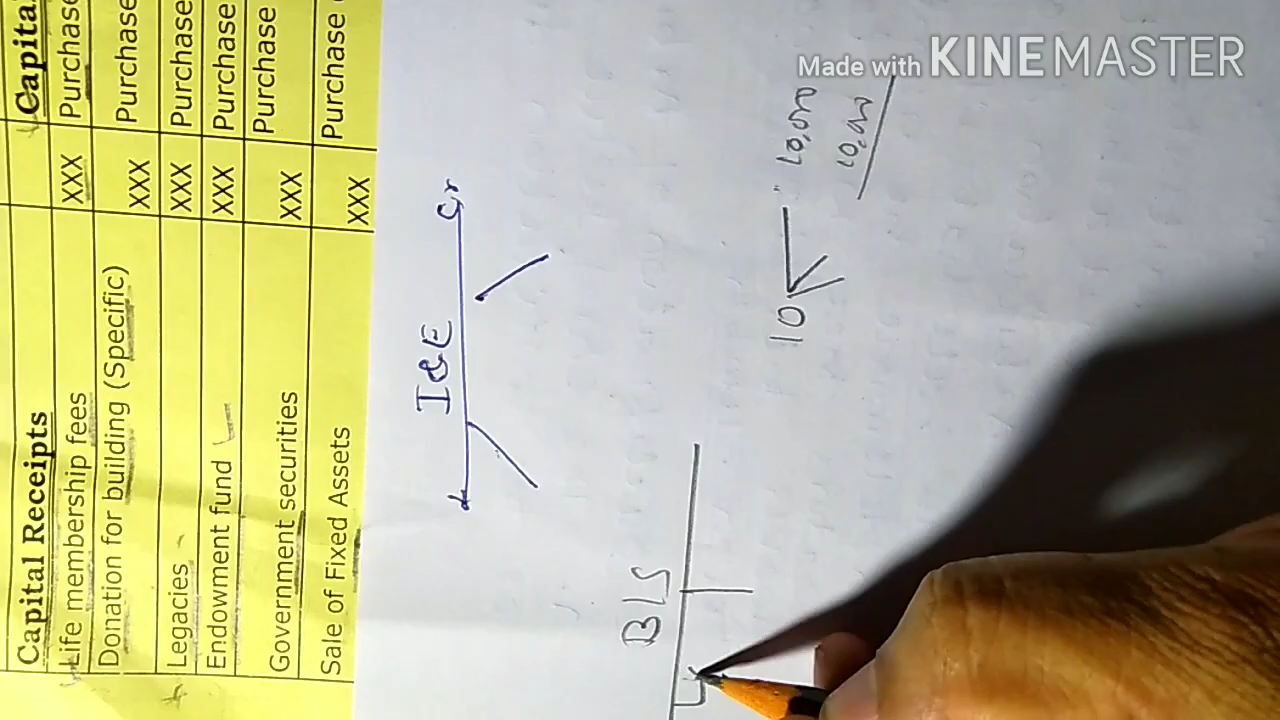 Capital Receipts
Life membership fees XXX Purchase
Donation for building (Specific) XXX Purchase
Legacies XXX Purchase
Endowment fund XXX Purchase
Government securities XXX Purchase
Sale of Fixed Assets XXX Purchase
Capital
I&E
Cr
B/S
10
10,000
10,000
Made with KINEMASTER